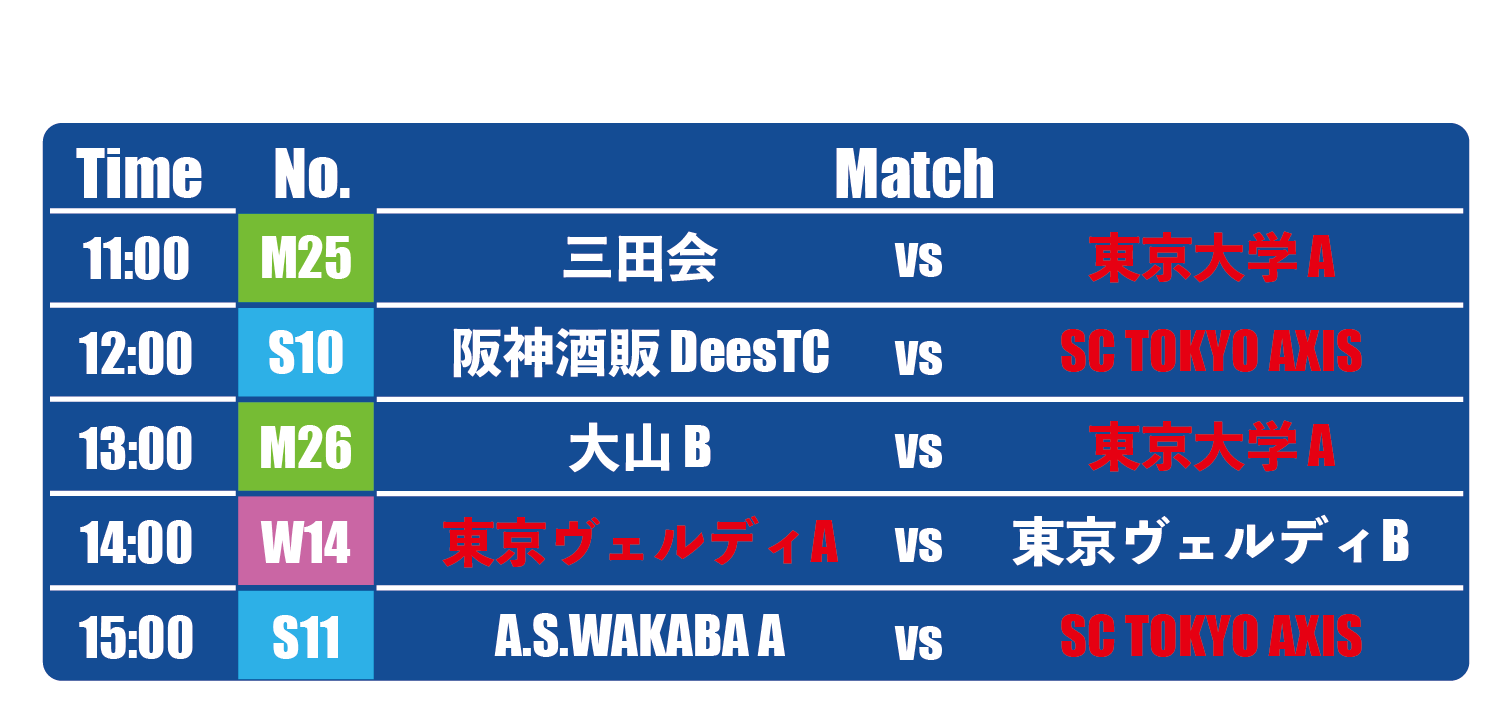 Time No. Match
11:00 M25 三田会 vs 東京大学 A
12:00 S10 阪神酒販 DeesTC vs SC TOKYO AXIS
13:00 M26 大山 B vs 東京大学 A
14:00 W14 東京ヴェルディA vs 東京ヴェルディB
15:00 S11 A.S.WAKABA A vs SC TOKYO AXIS